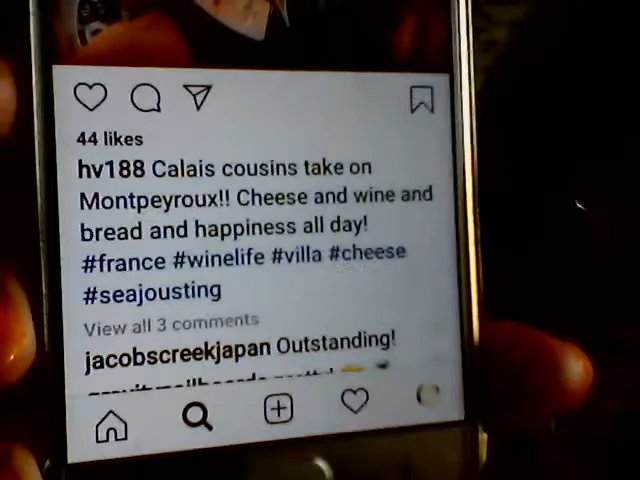 44 likes
hv188 Calais cousins take on
Montpeyroux!! Cheese and wine and
bread and happiness all day!
#france #winelife #villa #cheese
#seajousting
View all 3 comments
jacobscreekjapan Outstanding!